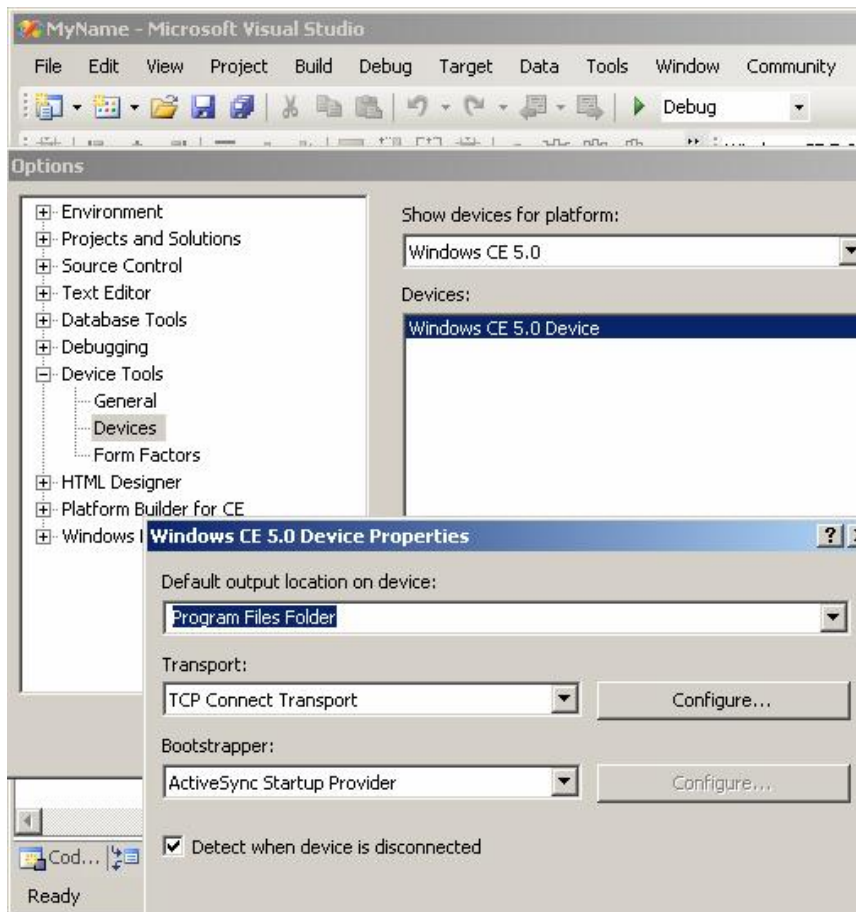 MyName - Microsoft Visual Studio
File Edit View Project Build Debug Target Data Tools Window Community
Debug
Options
Environment
Projects and Solutions
Source Control
Text Editor
Database Tools
Debugging
Device Tools
General
Devices
Form Factors
HTML Designer
Platform Builder for CE
Windows
Show devices for platform:
Windows CE 5.0
Devices:
Windows CE 5.0 Device
Windows CE 5.0 Device Properties
Default output location on device:
Program Files Folder
Transport:
TCP Connect Transport
Configure...
Bootstrapper:
ActiveSync Startup Provider
Configure...
Detect when device is disconnected
Cod...
Ready